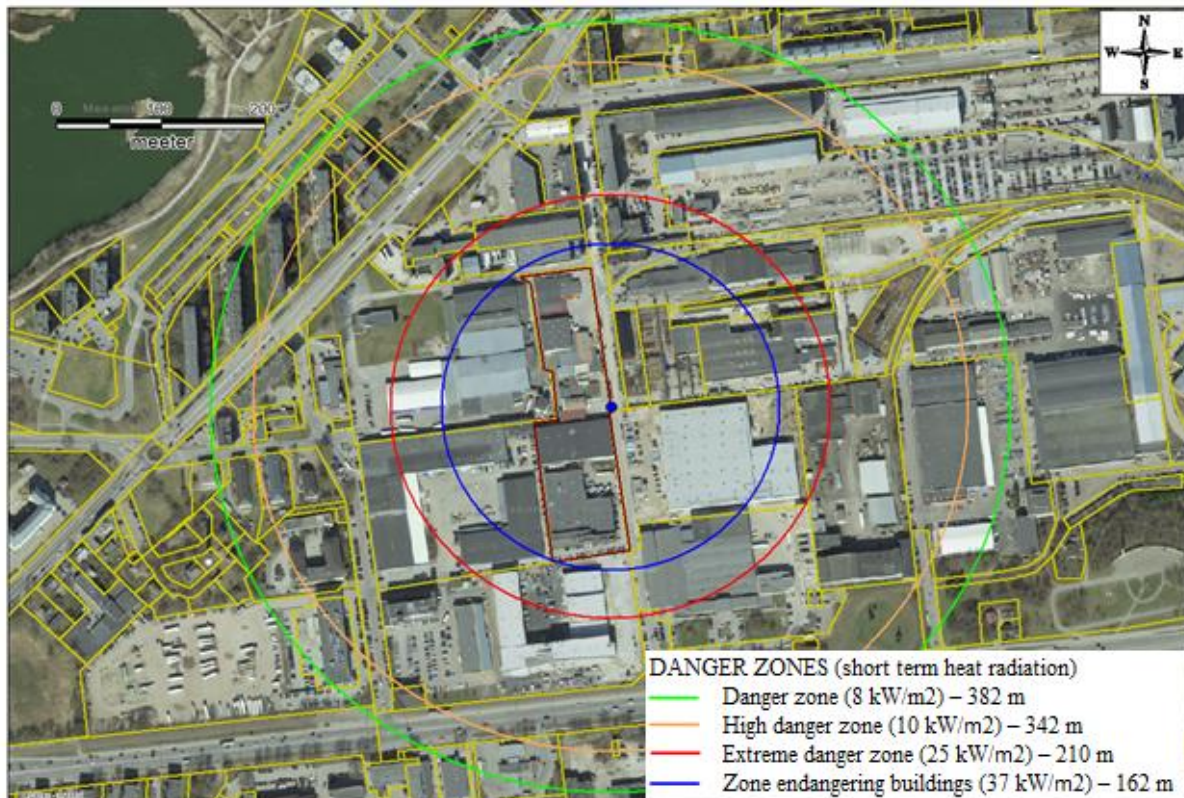 N
W E
S
0 100 200
meeter
DANGER ZONES (short term heat radiation)
Danger zone (8 kW/m2) – 382 m
High danger zone (10 kW/m2) – 342 m
Extreme danger zone (25 kW/m2) – 210 m
Zone endangering buildings (37 kW/m2) – 162 m